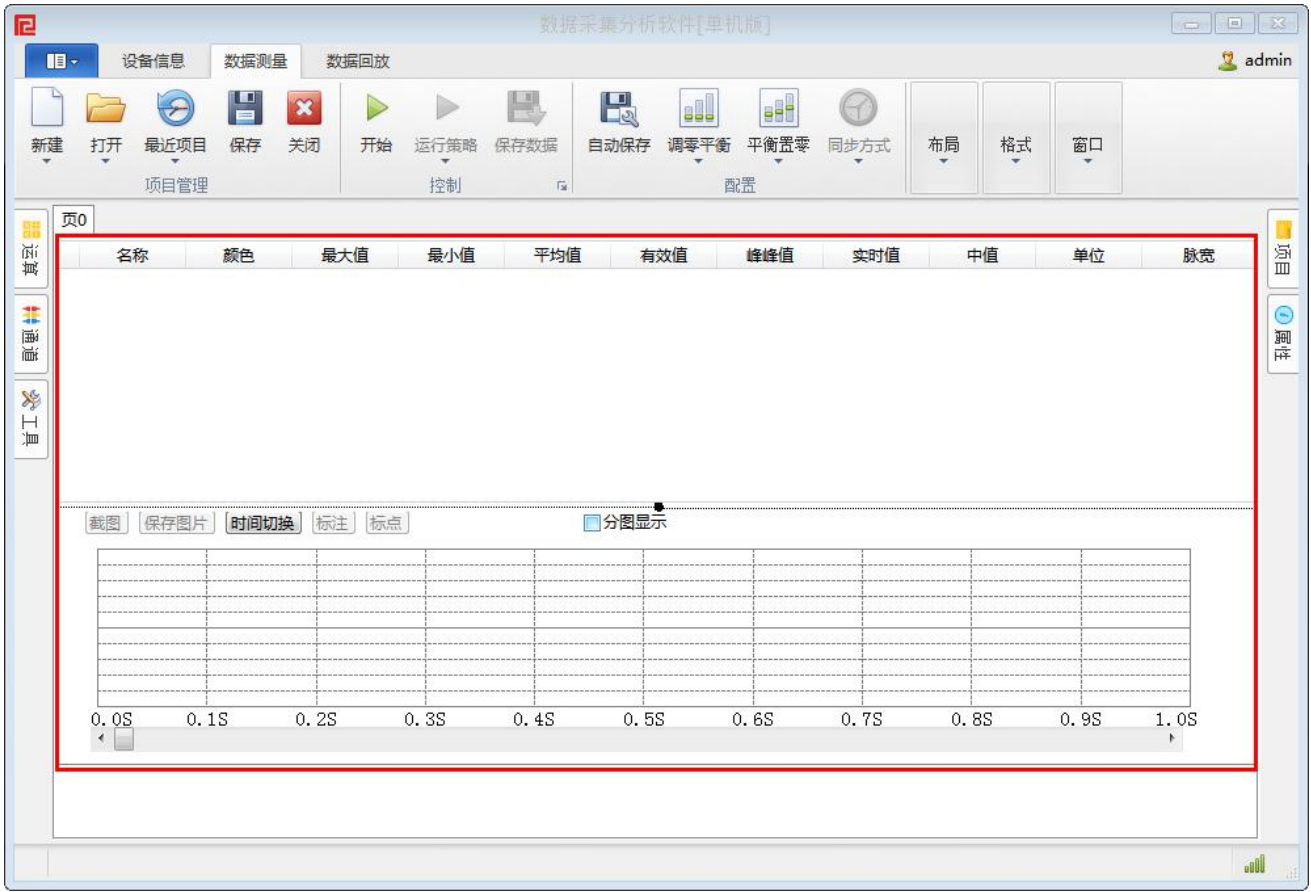 数据采集分析软件[单机版]
设备信息 数据测量 数据回放 admin
新建 打开 最近项目 保存 关闭 开始 运行策略 保存数据 自动保存 调零平衡 平衡置零 同步方式 布局 格式 窗口
项目管理 控制 配置
页0
运算
通道
工具
名称 颜色 最大值 最小值 平均值 有效值 峰峰值 实时值 中值 单位 脉宽
截图 保存图片 时间切换 标注 标点 分图显示
0.0S 0.1S 0.2S 0.3S 0.4S 0.5S 0.6S 0.7S 0.8S 0.9S 1.0S
项目
属性